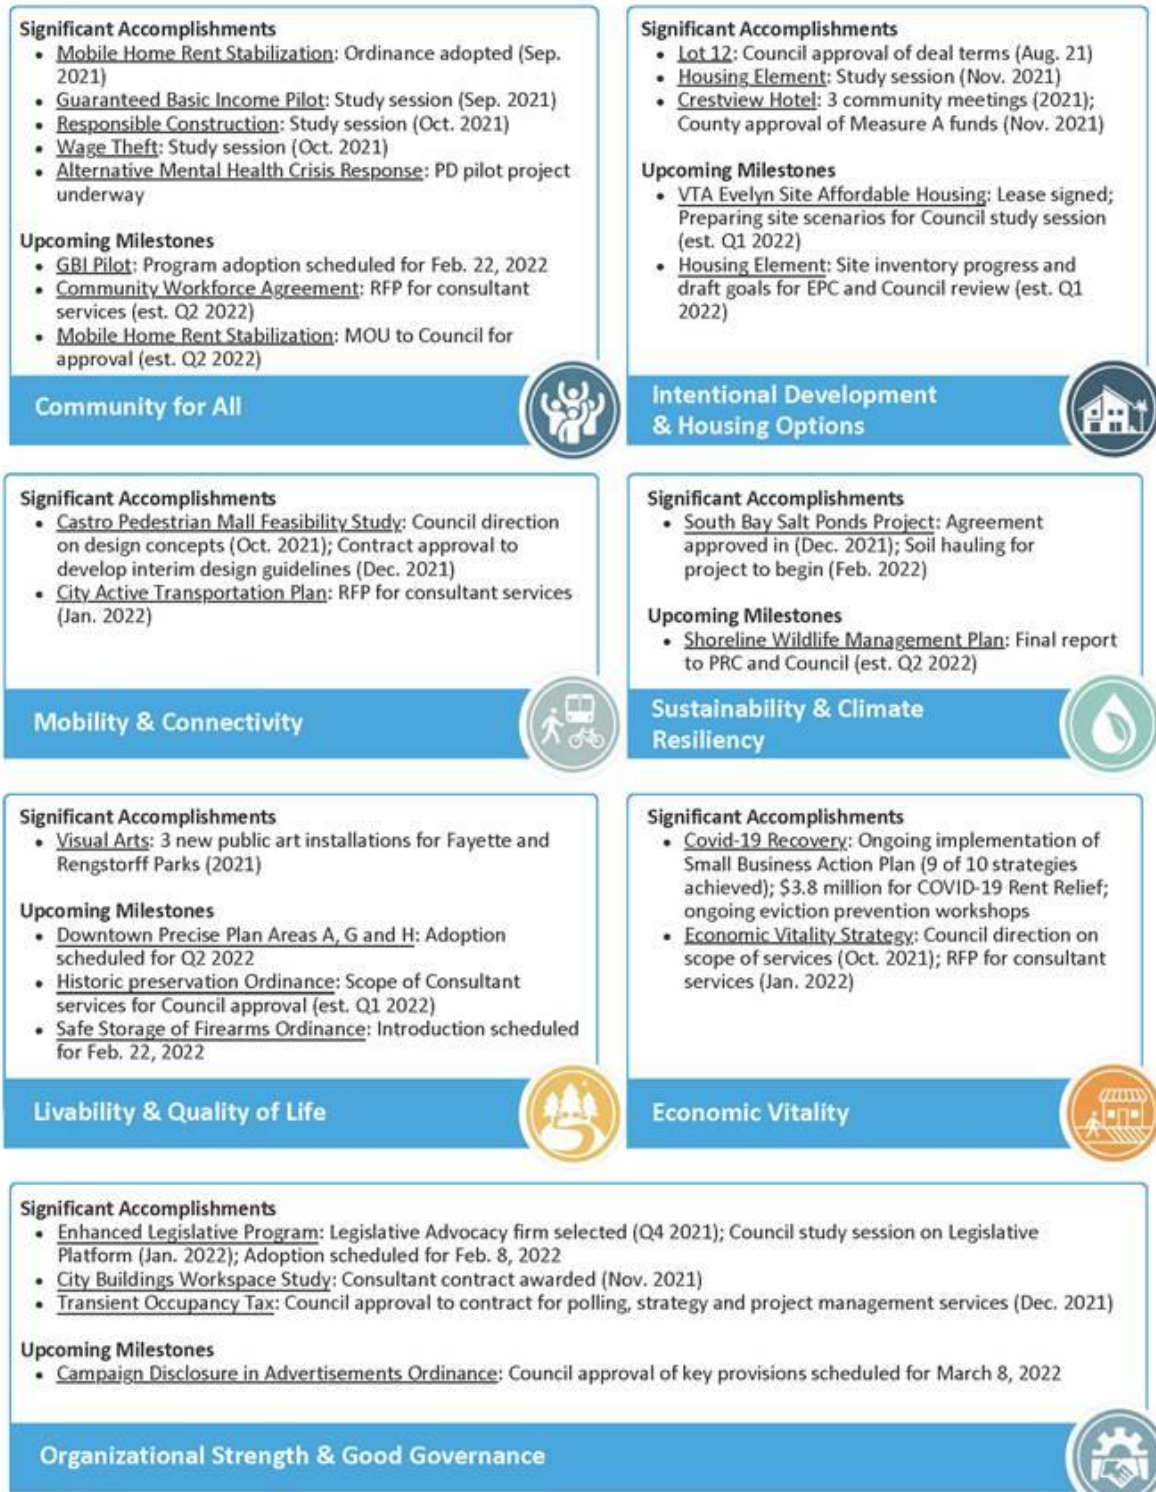 Significant Accomplishments
• Mobile Home Rent Stabilization: Ordinance adopted (Sep.
2021)
• Guaranteed Basic Income Pilot: Study session (Sep. 2021)
• Responsible Construction: Study session (Oct. 2021)
• Wage Theft: Study session (Oct. 2021)
• Alternative Mental Health Crisis Response: PD pilot project
underway
Upcoming Milestones
• GBI Pilot: Program adoption scheduled for Feb. 22, 2022
• Community Workforce Agreement: RFP for consultant
services (est. Q2 2022)
• Mobile Home Rent Stabilization: MOU to Council for
approval (est. Q2 2022)
Community for All
Significant Accomplishments
• Lot 12: Council approval of deal terms (Aug. 21)
• Housing Element: Study session (Nov. 2021)
• Crestview Hotel: 3 community meetings (2021);
County approval of Measure A funds (Nov. 2021)
Upcoming Milestones
• VTA Evelyn Site Affordable Housing: Lease signed;
Preparing site scenarios for Council study session
(est. Q1 2022)
• Housing Element: Site inventory progress and
draft goals for EPC and Council review (est. Q1
2022)
Intentional Development
& Housing Options
Significant Accomplishments
• Castro Pedestrian Mall Feasibility Study: Council direction
on design concepts (Oct. 2021); Contract approval to
develop interim design guidelines (Dec. 2021)
• City Active Transportation Plan: RFP for consultant services
(Jan. 2022)
Mobility & Connectivity
Significant Accomplishments
• South Bay Salt Ponds Project: Agreement
approved in (Dec. 2021); Soil hauling for
project to begin (Feb. 2022)
Upcoming Milestones
• Shoreline Wildlife Management Plan: Final report
to PRC and Council (est. Q2 2022)
Sustainability & Climate
Resiliency
Significant Accomplishments
• Visual Arts: 3 new public art installations for Fayette and
Rengstorff Parks (2021)
Upcoming Milestones
• Downtown Precise Plan Areas A, G and H: Adoption
scheduled for Q2 2022
• Historic preservation Ordinance: Scope of Consultant
services for Council approval (est. Q1 2022)
• Safe Storage of Firearms Ordinance: Introduction scheduled
for Feb. 22, 2022
Livability & Quality of Life
Significant Accomplishments
• Covid-19 Recovery: Ongoing implementation of
Small Business Action Plan (9 of 10 strategies
achieved); $3.8 million for COVID-19 Rent Relief;
ongoing eviction prevention workshops
• Economic Vitality Strategy: Council direction on
scope of services (Oct. 2021); RFP for consultant
services (Jan. 2022)
Economic Vitality
Significant Accomplishments
• Enhanced Legislative Program: Legislative Advocacy firm selected (Q4 2021); Council study session on Legislative
Platform (Jan. 2022); Adoption scheduled for Feb. 8, 2022
• City Buildings Workspace Study: Consultant contract awarded (Nov. 2021)
• Transient Occupancy Tax: Council approval to contract for polling, strategy and project management services (Dec. 2021)
Upcoming Milestones
• Campaign Disclosure in Advertisements Ordinance: Council approval of key provisions scheduled for March 8, 2022
Organizational Strength & Good Governance